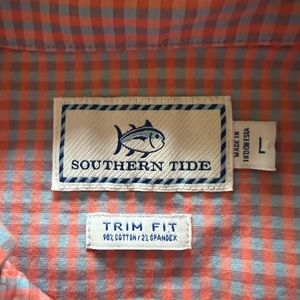 SOUTHERN TIDE
MADE IN
INDONESIA
L
TRIM FIT
98% COTTON / 2% SPANDEX